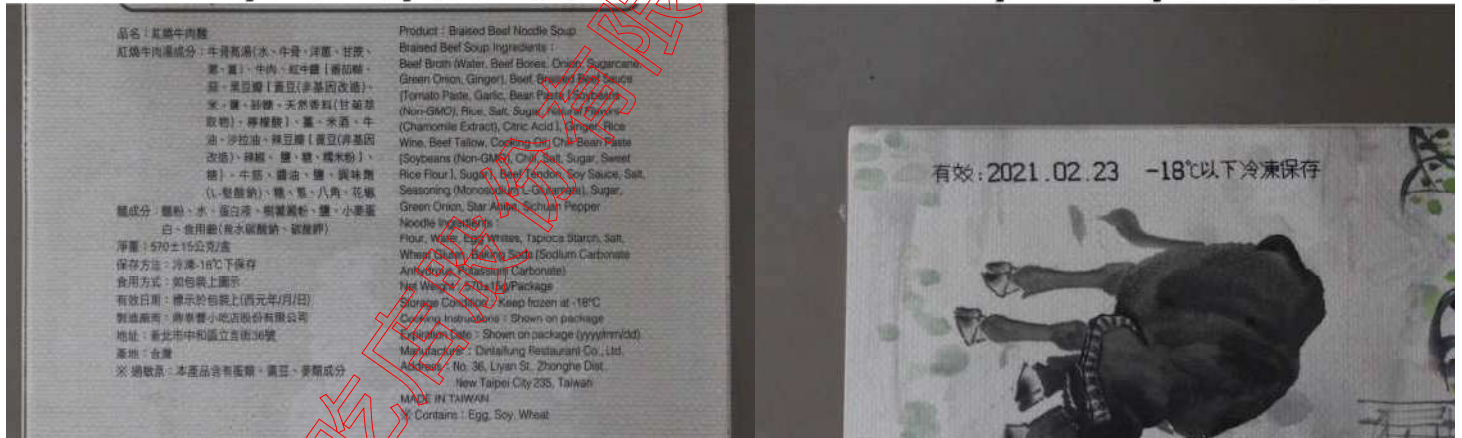 品名：紅燒牛肉麵
紅燒牛肉湯成分：牛骨高湯(水、牛骨、洋蔥、甘蔗、
蔥、薑)、牛肉、紅牛醬[番茄糊、
蒜、黑豆瓣[黃豆(非基因改造)、
米、鹽、砂糖、天然香料(甘菊萃
取物)、檸檬酸]、薑、米酒、牛
油、沙拉油、辣豆瓣[黃豆(非基因
改造)、辣椒、鹽、糖、糯米粉]、
糖]、牛筋、醬油、鹽、調味劑
(L-麩酸鈉)、糖、蔥、八角、花椒
麵成分：麵粉、水、蛋白液、樹薯澱粉、鹽、小麥蛋
白、食用鹼(無水碳酸鈉、碳酸鉀)
淨重：570±15公克/盒
保存方法：冷凍-18℃下保存
食用方式：如包裝上圖示
有效日期：標示於包裝上(西元年/月/日)
製造廠商：鼎泰豐小吃店股份有限公司
地址：新北市中和區立言街36號
產地：台灣
※ 過敏原：本產品含有蛋類、黃豆、麥類成分
Product：Braised Beef Noodle Soup
Braised Beef Soup Ingredients：
Beef Broth (Water, Beef Bones, Onion, Sugarcane,
Green Onion, Ginger), Beef, Braised Beef Sauce
[Tomato Paste, Garlic, Bean Paste [Soybeans
(Non-GMO), Rice, Salt, Sugar, Natural Flavors
(Chamomile Extract), Citric Acid], Ginger, Rice
Wine, Beef Tallow, Cooking Oil, Chili Bean Paste
[Soybeans (Non-GMO), Chili, Salt, Sugar, Sweet
Rice Flour], Sugar], Beef Tendon, Soy Sauce, Salt,
Seasoning (Monosodium L-Glutamate), Sugar,
Green Onion, Star Anise, Sichuan Pepper
Noodle Ingredients：
Flour, Water, Egg Whites, Tapioca Starch, Salt,
Wheat Gluten, Baking Soda (Sodium Carbonate
Anhydrous, Potassium Carbonate)
Net Weight：570±15g/Package
Storage Condition：Keep frozen at -18°C
Cooking Instructions：Shown on package
Expiration Date：Shown on package (yyyy/mm/dd)
Manufacturer：Dintaifung Restaurant Co., Ltd.
Address：No. 36, Liyan St., Zhonghe Dist.,
New Taipei City 235, Taiwan
MADE IN TAIWAN
※ Contains：Egg, Soy, Wheat
吃店股份有限
有效:2021.02.23 -18℃以下冷凍保存